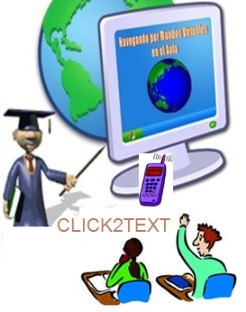 Navegando por Mundos Virtuales
en el Aula
CLICK2TEXT